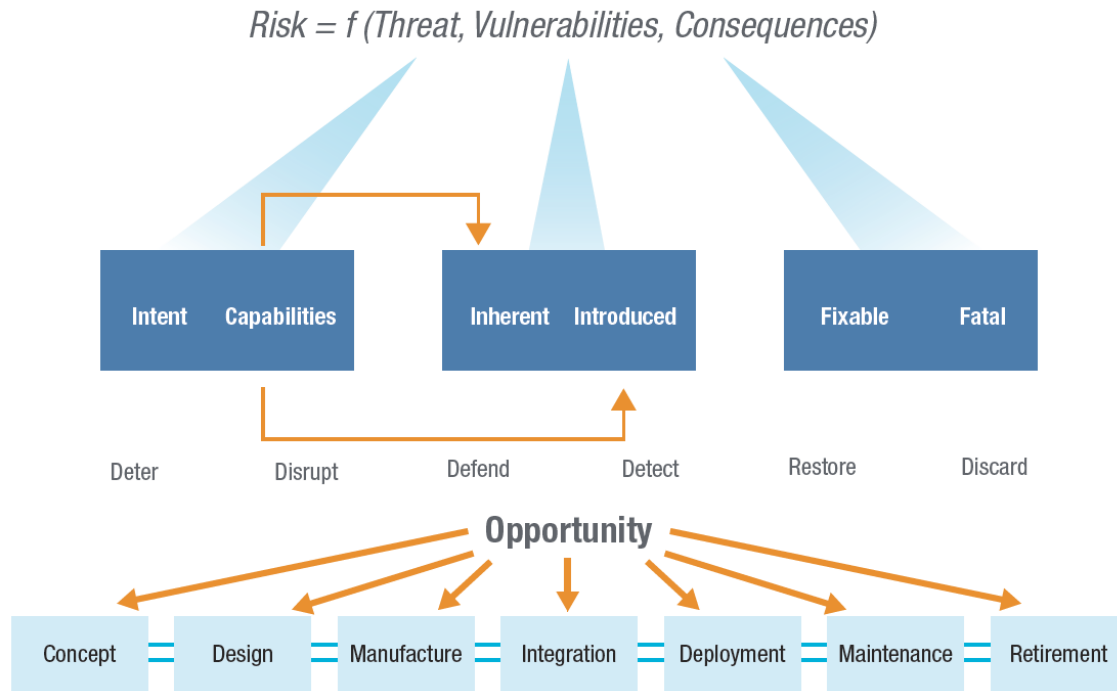 Risk = f (Threat, Vulnerabilities, Consequences)
Intent Capabilities Inherent Introduced Fixable Fatal
Deter Disrupt Defend Detect Restore Discard
Opportunity
Concept Design Manufacture Integration Deployment Maintenance Retirement